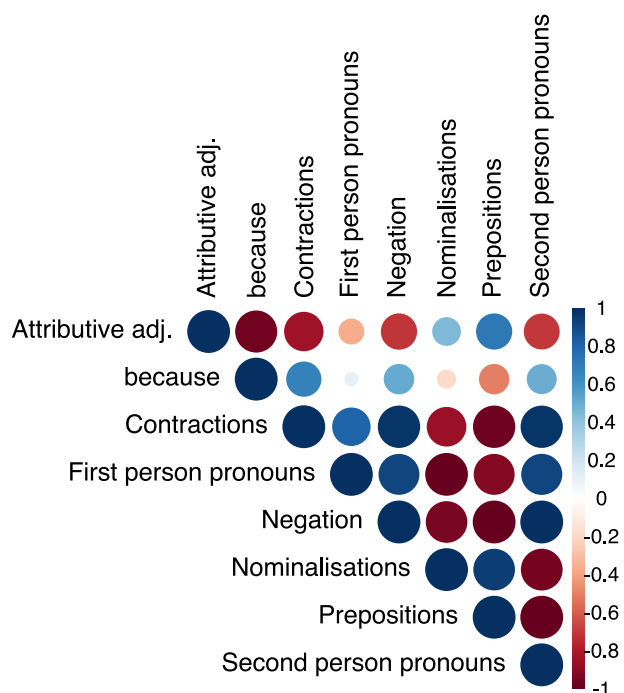 Attributive adj.
because
Contractions
First person pronouns
Negation
Nominalisations
Prepositions
Second person pronouns
Attributive adj.
because
Contractions
First person pronouns
Negation
Nominalisations
Prepositions
Second person pronouns
1
0.8
0.6
0.4
0.2
0
-0.2
-0.4
-0.6
-0.8
-1